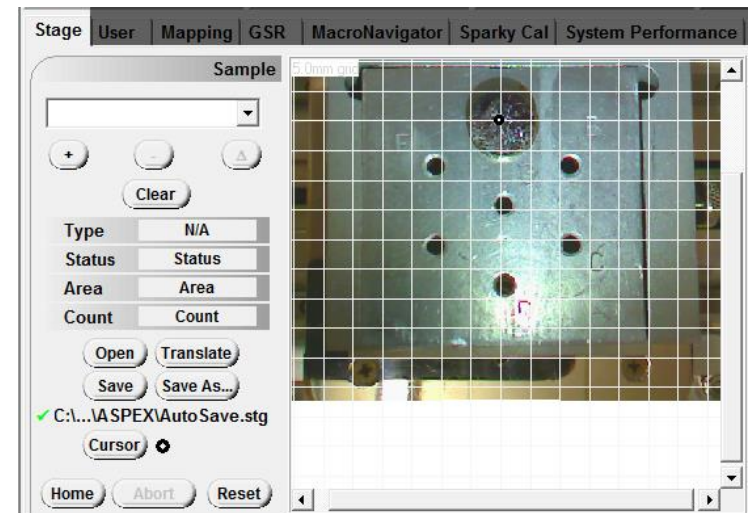 Stage User Mapping GSR MacroNavigator Sparky Cal System Performance
Sample
5.0mm grid
+ - Δ
Clear
Type N/A
Status Status
Area Area
Count Count
Open Translate
Save Save As...
C:\...\ASPEX\AutoSave.stg
Cursor
Home Abort Reset
E
C
D